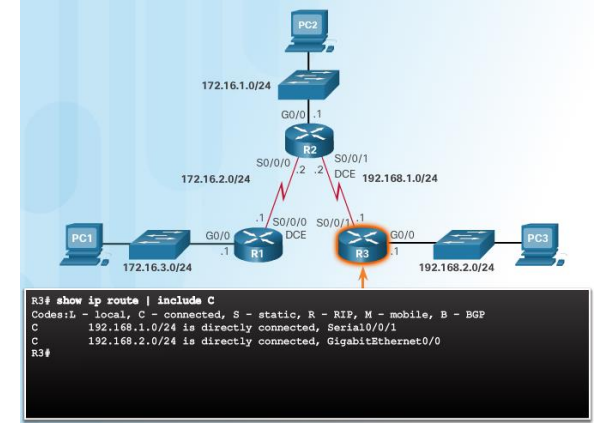 PC2
172.16.1.0/24
G0/0 .1
R2
S0/0/0 .2 .2 S0/0/1
DCE
172.16.2.0/24
192.168.1.0/24
.1 S0/0/0
DCE
S0/0/1 .1
PC1
G0/0
.1
R1
R3
G0/0
.1
PC3
172.16.3.0/24
192.168.2.0/24
R3# show ip route | include C
Codes:L - local, C - connected, S - static, R - RIP, M - mobile, B - BGP
C 192.168.1.0/24 is directly connected, Serial0/0/1
C 192.168.2.0/24 is directly connected, GigabitEthernet0/0
R3#